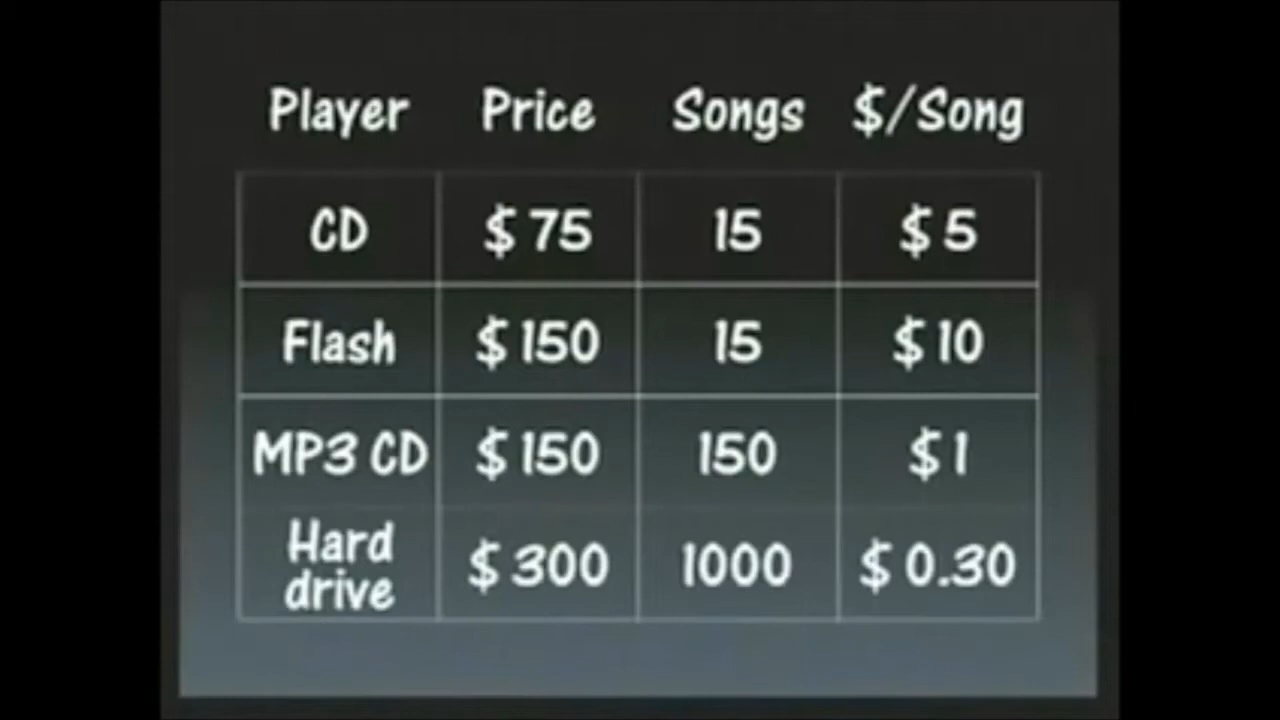 Player Price Songs $/Song
CD $ 75 15 $ 5
Flash $ 150 15 $ 10
MP3 CD $ 150 150 $ 1
Hard
drive $ 300 1000 $ 0.30